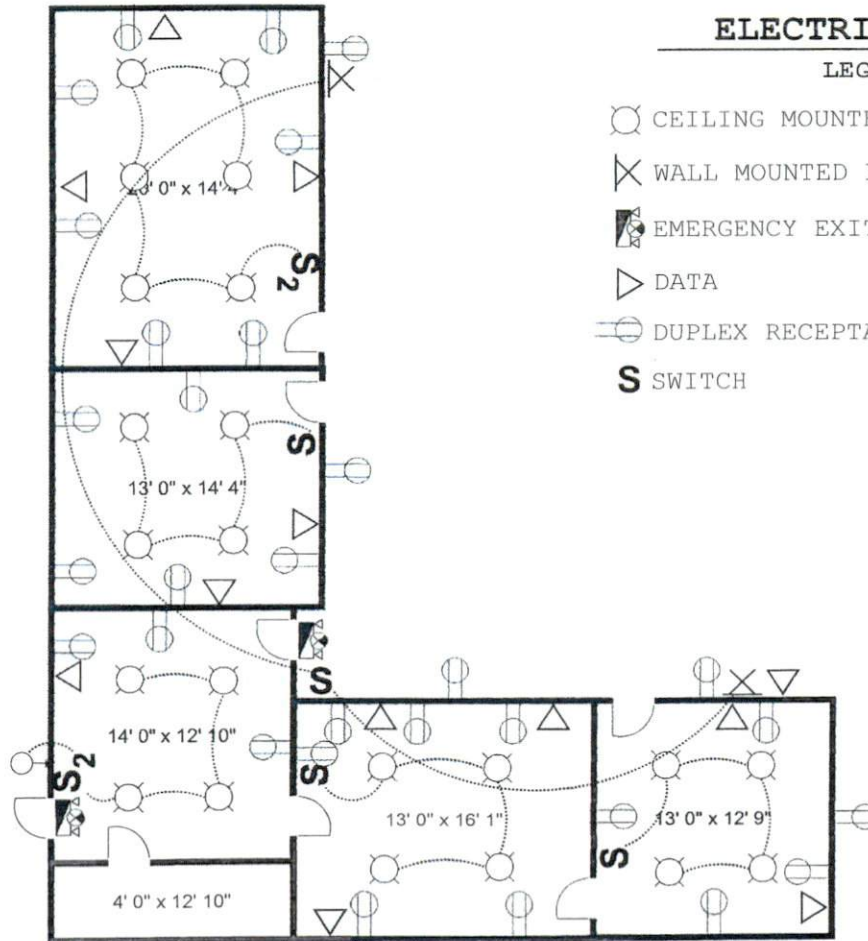 ELECTRI
LEG
CEILING MOUNTE
WALL MOUNTED
EMERGENCY EXIT
DATA
DUPLEX RECEPTA
S SWITCH
S2
S
13' 0" x 14' 4"
S
14' 0" x 12' 10"
S2
S
13' 0" x 16' 1"
13' 0" x 12' 9"
S
4' 0" x 12' 10"